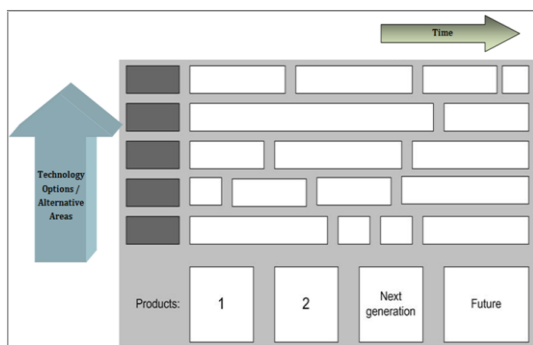 Time
Technology
Options /
Alternative
Areas
Products:
1
2
Next
generation
Future